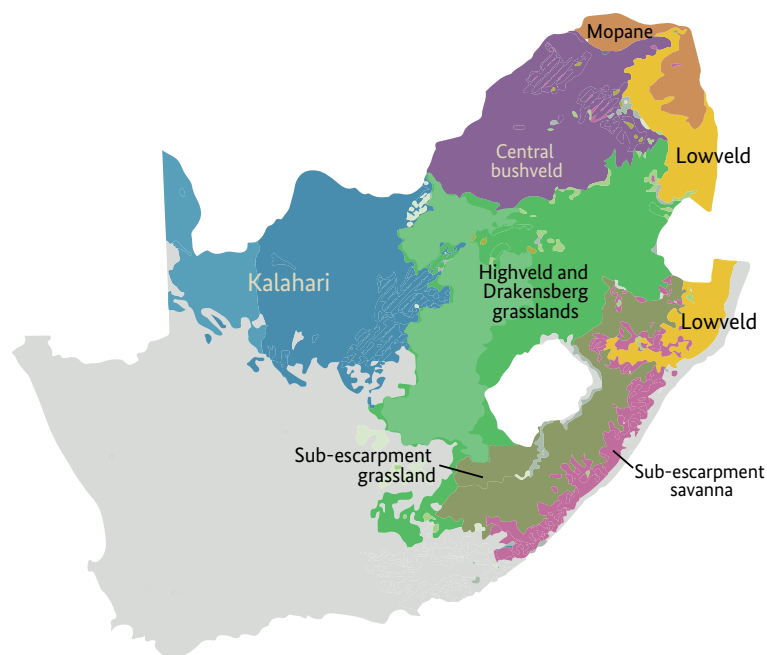 Mopane
Central
bushveld
Lowveld
Kalahari
Highveld and
Drakensberg
grasslands
Lowveld
Sub-escarpment
grassland
Sub-escarpment
savanna